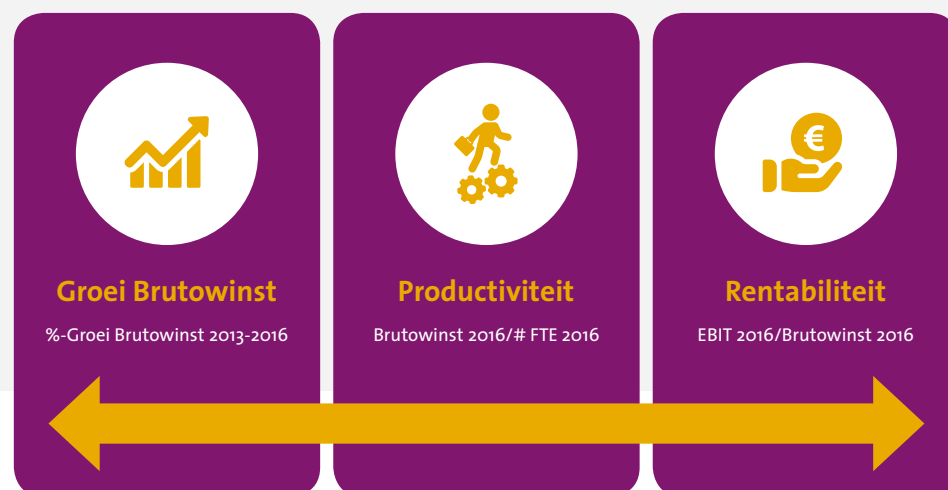 €
Groei Brutowinst
%-Groei Brutowinst 2013-2016
Productiviteit
Brutowinst 2016/# FTE 2016
Rentabiliteit
EBIT 2016/Brutowinst 2016